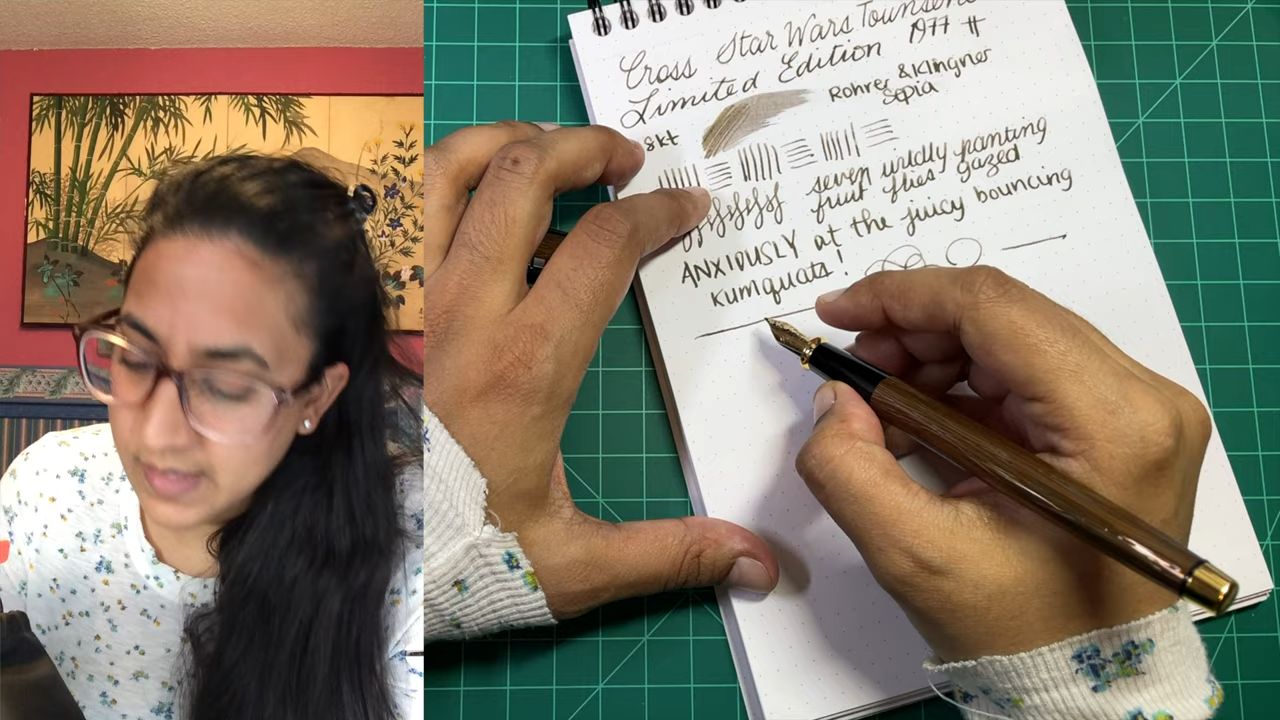 Cross Star Wars Townsend
Limited Edition 1977 #
Rohrer & Klingner
Sepia
8kt
seven wildly panting
fruit flies gazed
ANXIOUSLY at the juicy bouncing
kumquats!